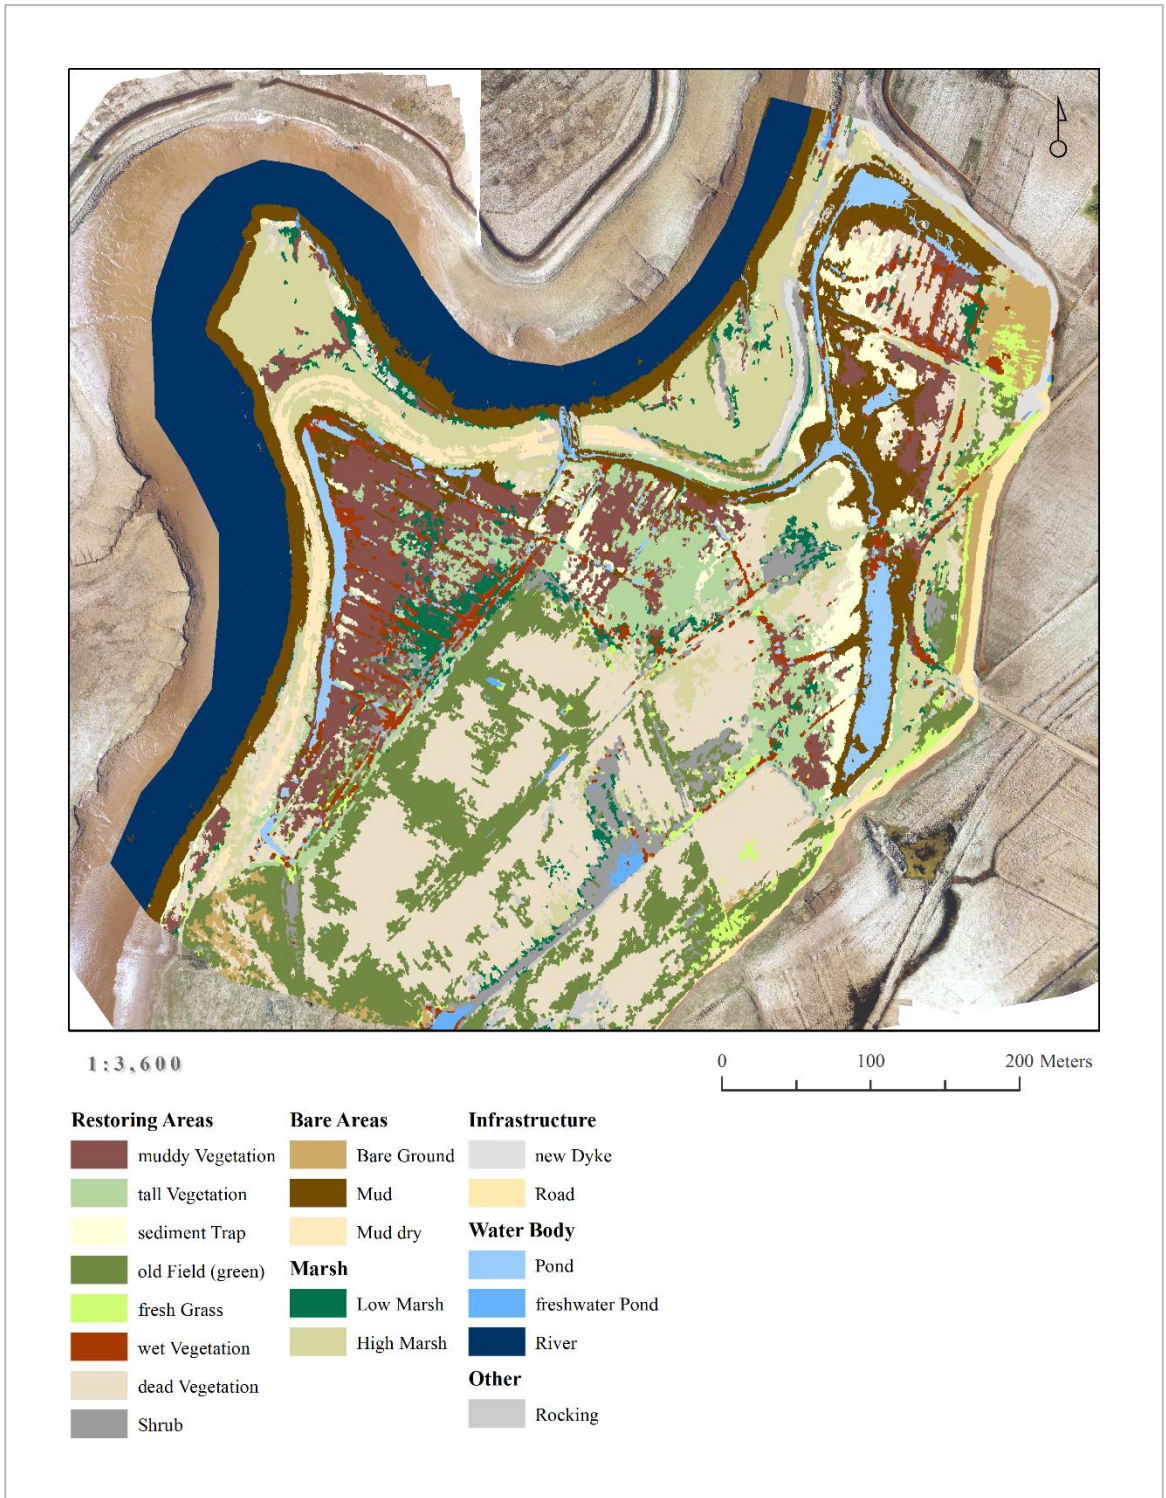 1:3,600
0 100 200 Meters
Restoring Areas
muddy Vegetation
tall Vegetation
sediment Trap
old Field (green)
fresh Grass
wet Vegetation
dead Vegetation
Shrub
Bare Areas
Bare Ground
Mud
Mud dry
Marsh
Low Marsh
High Marsh
Infrastructure
new Dyke
Road
Water Body
Pond
freshwater Pond
River
Other
Rocking